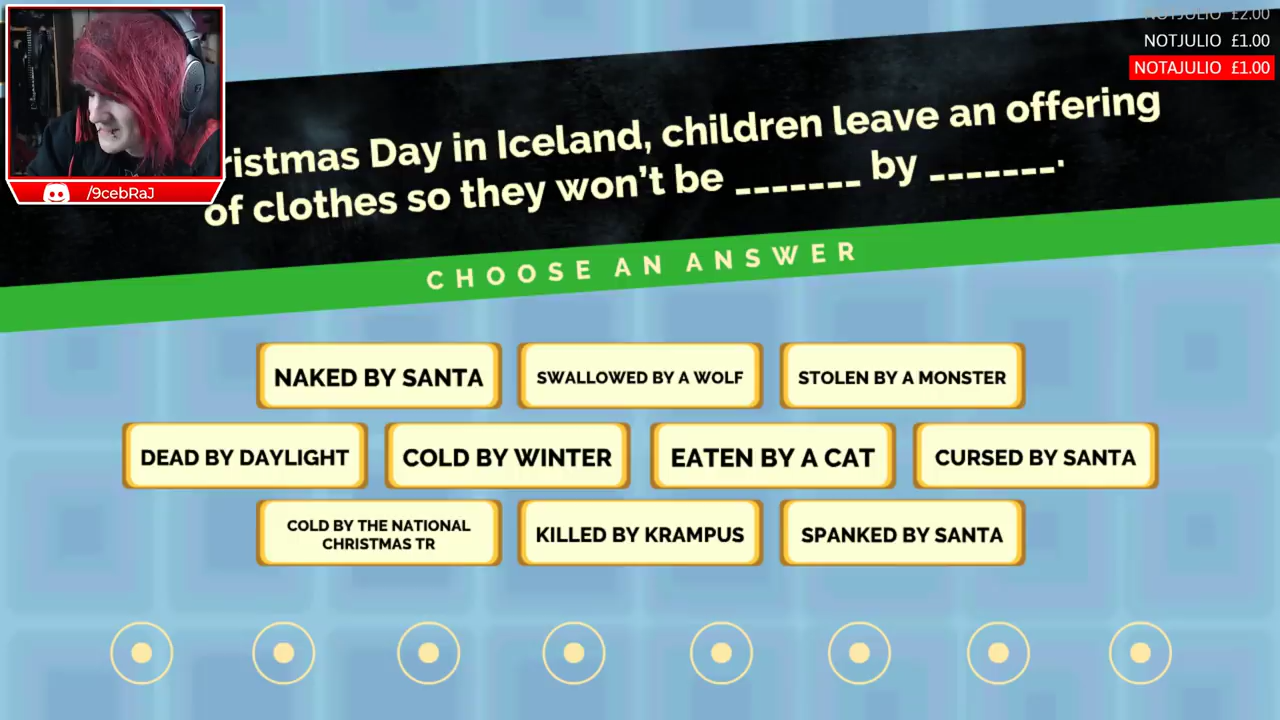 NOTJULIO £2.00
NOTJULIO £1.00
NOTAJULIO £1.00
/9cebRaJ
ristmas Day in Iceland, children leave an offering
of clothes so they won't be _______ by _______.
CHOOSE AN ANSWER
NAKED BY SANTA
SWALLOWED BY A WOLF
STOLEN BY A MONSTER
DEAD BY DAYLIGHT
COLD BY WINTER
EATEN BY A CAT
CURSED BY SANTA
COLD BY THE NATIONAL
CHRISTMAS TR
KILLED BY KRAMPUS
SPANKED BY SANTA